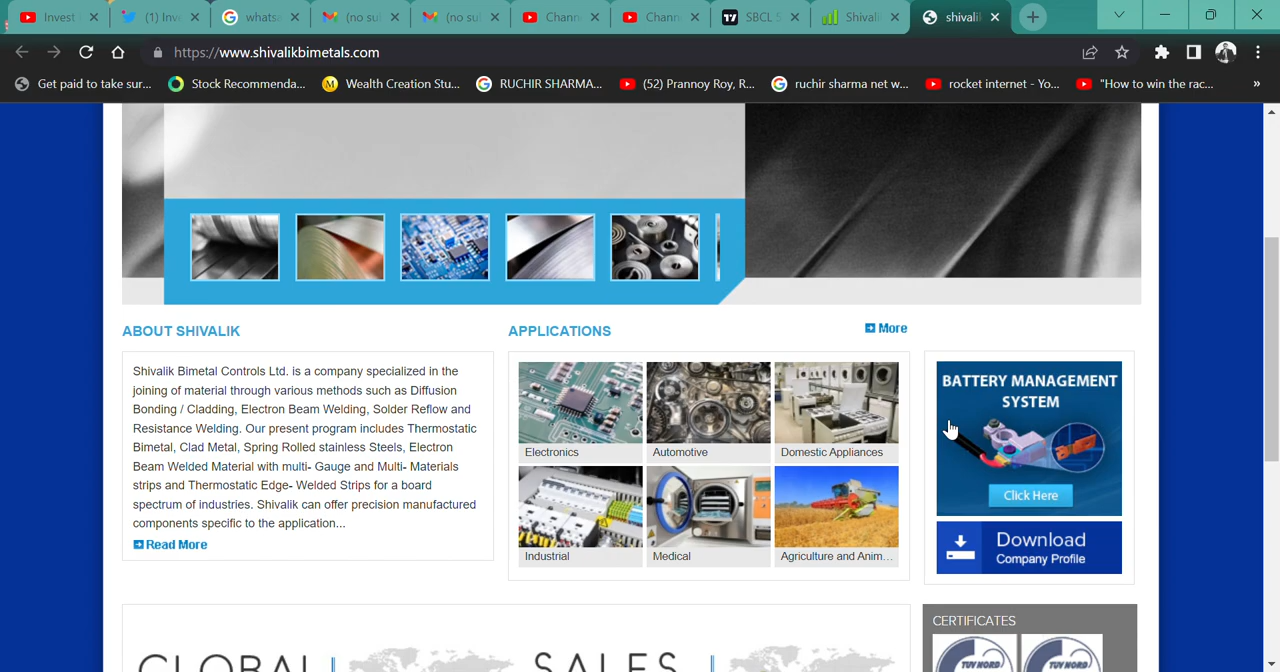 Invest
(1) Inv
whats
(no su
(no su
Chann
Chann
SBCL S
Shivali
shivali
https://www.shivalikbimetals.com
Get paid to take sur...
Stock Recommenda...
Wealth Creation Stu...
RUCHIR SHARMA...
(52) Prannoy Roy, R...
ruchir sharma net w...
rocket internet - Yo...
"How to win the rac...
»
ABOUT SHIVALIK
Shivalik Bimetal Controls Ltd. is a company specialized in the
joining of material through various methods such as Diffusion
Bonding / Cladding, Electron Beam Welding, Solder Reflow and
Resistance Welding. Our present program includes Thermostatic
Bimetal, Clad Metal, Spring Rolled stainless Steels, Electron
Beam Welded Material with multi- Gauge and Multi- Materials
strips and Thermostatic Edge- Welded Strips for a board
spectrum of industries. Shivalik can offer precision manufactured
components specific to the application...
Read More
APPLICATIONS
More
Electronics
Automotive
Domestic Appliances
Industrial
Medical
Agriculture and Anim...
BATTERY MANAGEMENT
SYSTEM
Click Here
Download
Company Profile
GLOBAL
SALES
CERTIFICATES
TUV NORD
TUV NORD